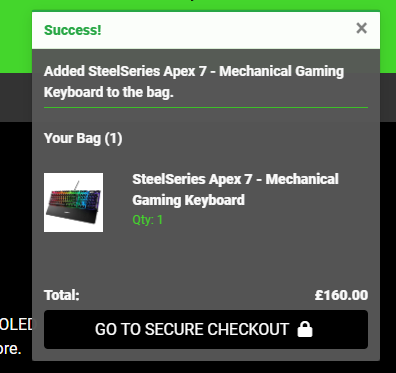 Success!
×
Added SteelSeries Apex 7 - Mechanical Gaming
Keyboard to the bag.
Your Bag (1)
SteelSeries Apex 7 - Mechanical
Gaming Keyboard
Qty: 1
Total: £160.00
GO TO SECURE CHECKOUT
OLED
ore.